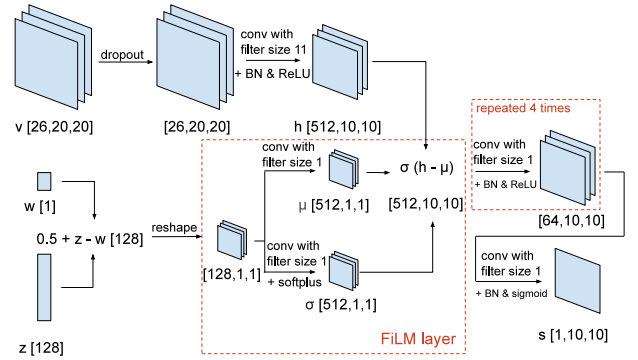 dropout
conv with
filter size 11
+ BN & ReLU
v [26,20,20]
[26,20,20]
h [512,10,10]
repeated 4 times
conv with
filter size 1
σ (h - μ)
conv with
filter size 1
+ BN & ReLU
w [1]
μ [512,1,1]
[512,10,10]
[64,10,10]
0.5 + z - w [128]
reshape
[128,1,1]
conv with
filter size 1
+ softplus
conv with
filter size 1
+ BN & sigmoid
σ [512,1,1]
z [128]
FiLM layer
s [1,10,10]